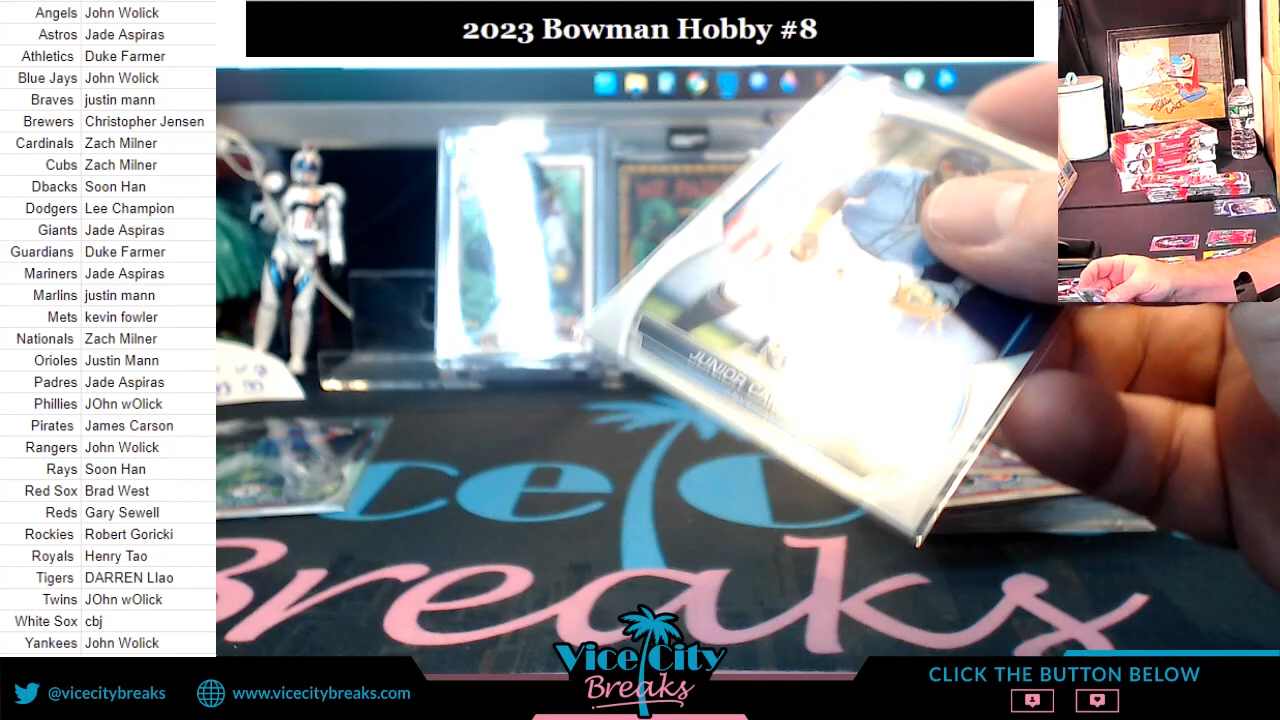 Angels John Wolick
Astros Jade Aspiras
Athletics Duke Farmer
Blue Jays John Wolick
Braves justin mann
Brewers Christopher Jensen
Cardinals Zach Milner
Cubs Zach Milner
Dbacks Soon Han
Dodgers Lee Champion
Giants Jade Aspiras
Guardians Duke Farmer
Mariners Jade Aspiras
Marlins justin mann
Mets kevin fowler
Nationals Zach Milner
Orioles Justin Mann
Padres Jade Aspiras
Phillies JOhn wOlick
Pirates James Carson
Rangers John Wolick
Rays Soon Han
Red Sox Brad West
Reds Gary Sewell
Rockies Robert Goricki
Royals Henry Tao
Tigers DARREN LIao
Twins JOhn wOlick
White Sox cbj
Yankees John Wolick
2023 Bowman Hobby #8
JUNIOR
Breaks
Vice City
Breaks
@vicecitybreaks
www.vicecitybreaks.com
CLICK THE BUTTON BELOW